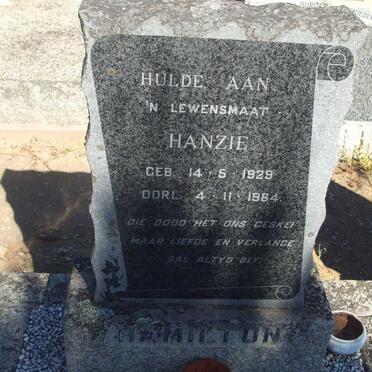 HULDE AAN
'N LEWENSMAAT
HANZIE
GEB. 14·5·1929
OORL. 4·11·1964.
DIE DOOD HET ONS GESKEI
MAAR LIEFDE EN VERLANGE
SAL ALTYD BLY.
HAMILTON